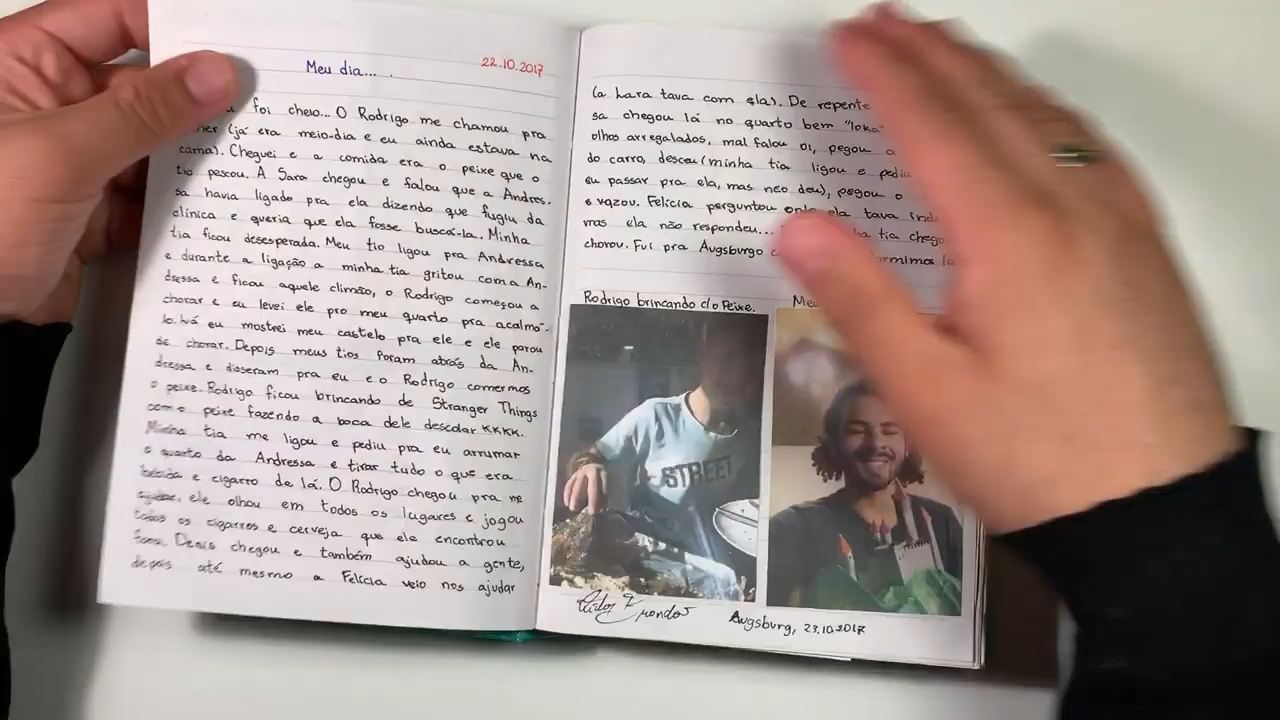 Meu dia....
22.10.2017
foi cheio... O Rodrigo me chamou pra
(já era meio-dia e eu ainda estava na
cama). Cheguei e a comida era o peixe que o
tio pescou. A Sara chegou e falou que a Andres-
sa havia ligado pra ela dizendo que fugiu da
clínica e queria que ela fosse buscá-la. Minha
tia ficou desesperada. Meu tio ligou pra Andressa
e durante a ligação a minha tia gritou com a An-
dressa e ficou aquele climão, o Rodrigo começou a
chorar e eu levei ele pro meu quarto pra acalmá-
lo. Lá eu mostrei meu castelo pra ele e ele parou
de chorar. Depois meus tios foram atrás da An-
dressa e disseram pra eu e o Rodrigo comermos
o peixe. Rodrigo ficou brincando de Stranger Things
com o peixe fazendo a boca dele descolar kkkk.
Minha tia me ligou e pediu pra eu arrumar
o quarto da Andressa e tirar tudo o que era
bebida e cigarro de lá. O Rodrigo chegou pra me
ajudar, ele olhou em todos os lugares e jogou
todos os cigarros e cerveja que ele encontrou
fora. Denis chegou e também ajudou a gente,
depois até mesmo a Felícia veio nos ajudar
(a Lara tava com ela). De repente
sa chegou lá no quarto bem "loka"
olhos arregalados, mal falou oi, pegou
do carro, desceu (minha tia ligou e pediu
eu passar pra ela, mas não deu), pegou o
e vazou. Felícia perguntou onde ela tava
mas ela não respondeu... tia chego
chorou. Fui pra Augsburgo
Rodrigo brincando c/o Peixe.
STREET
Augsburg, 23.10.2017